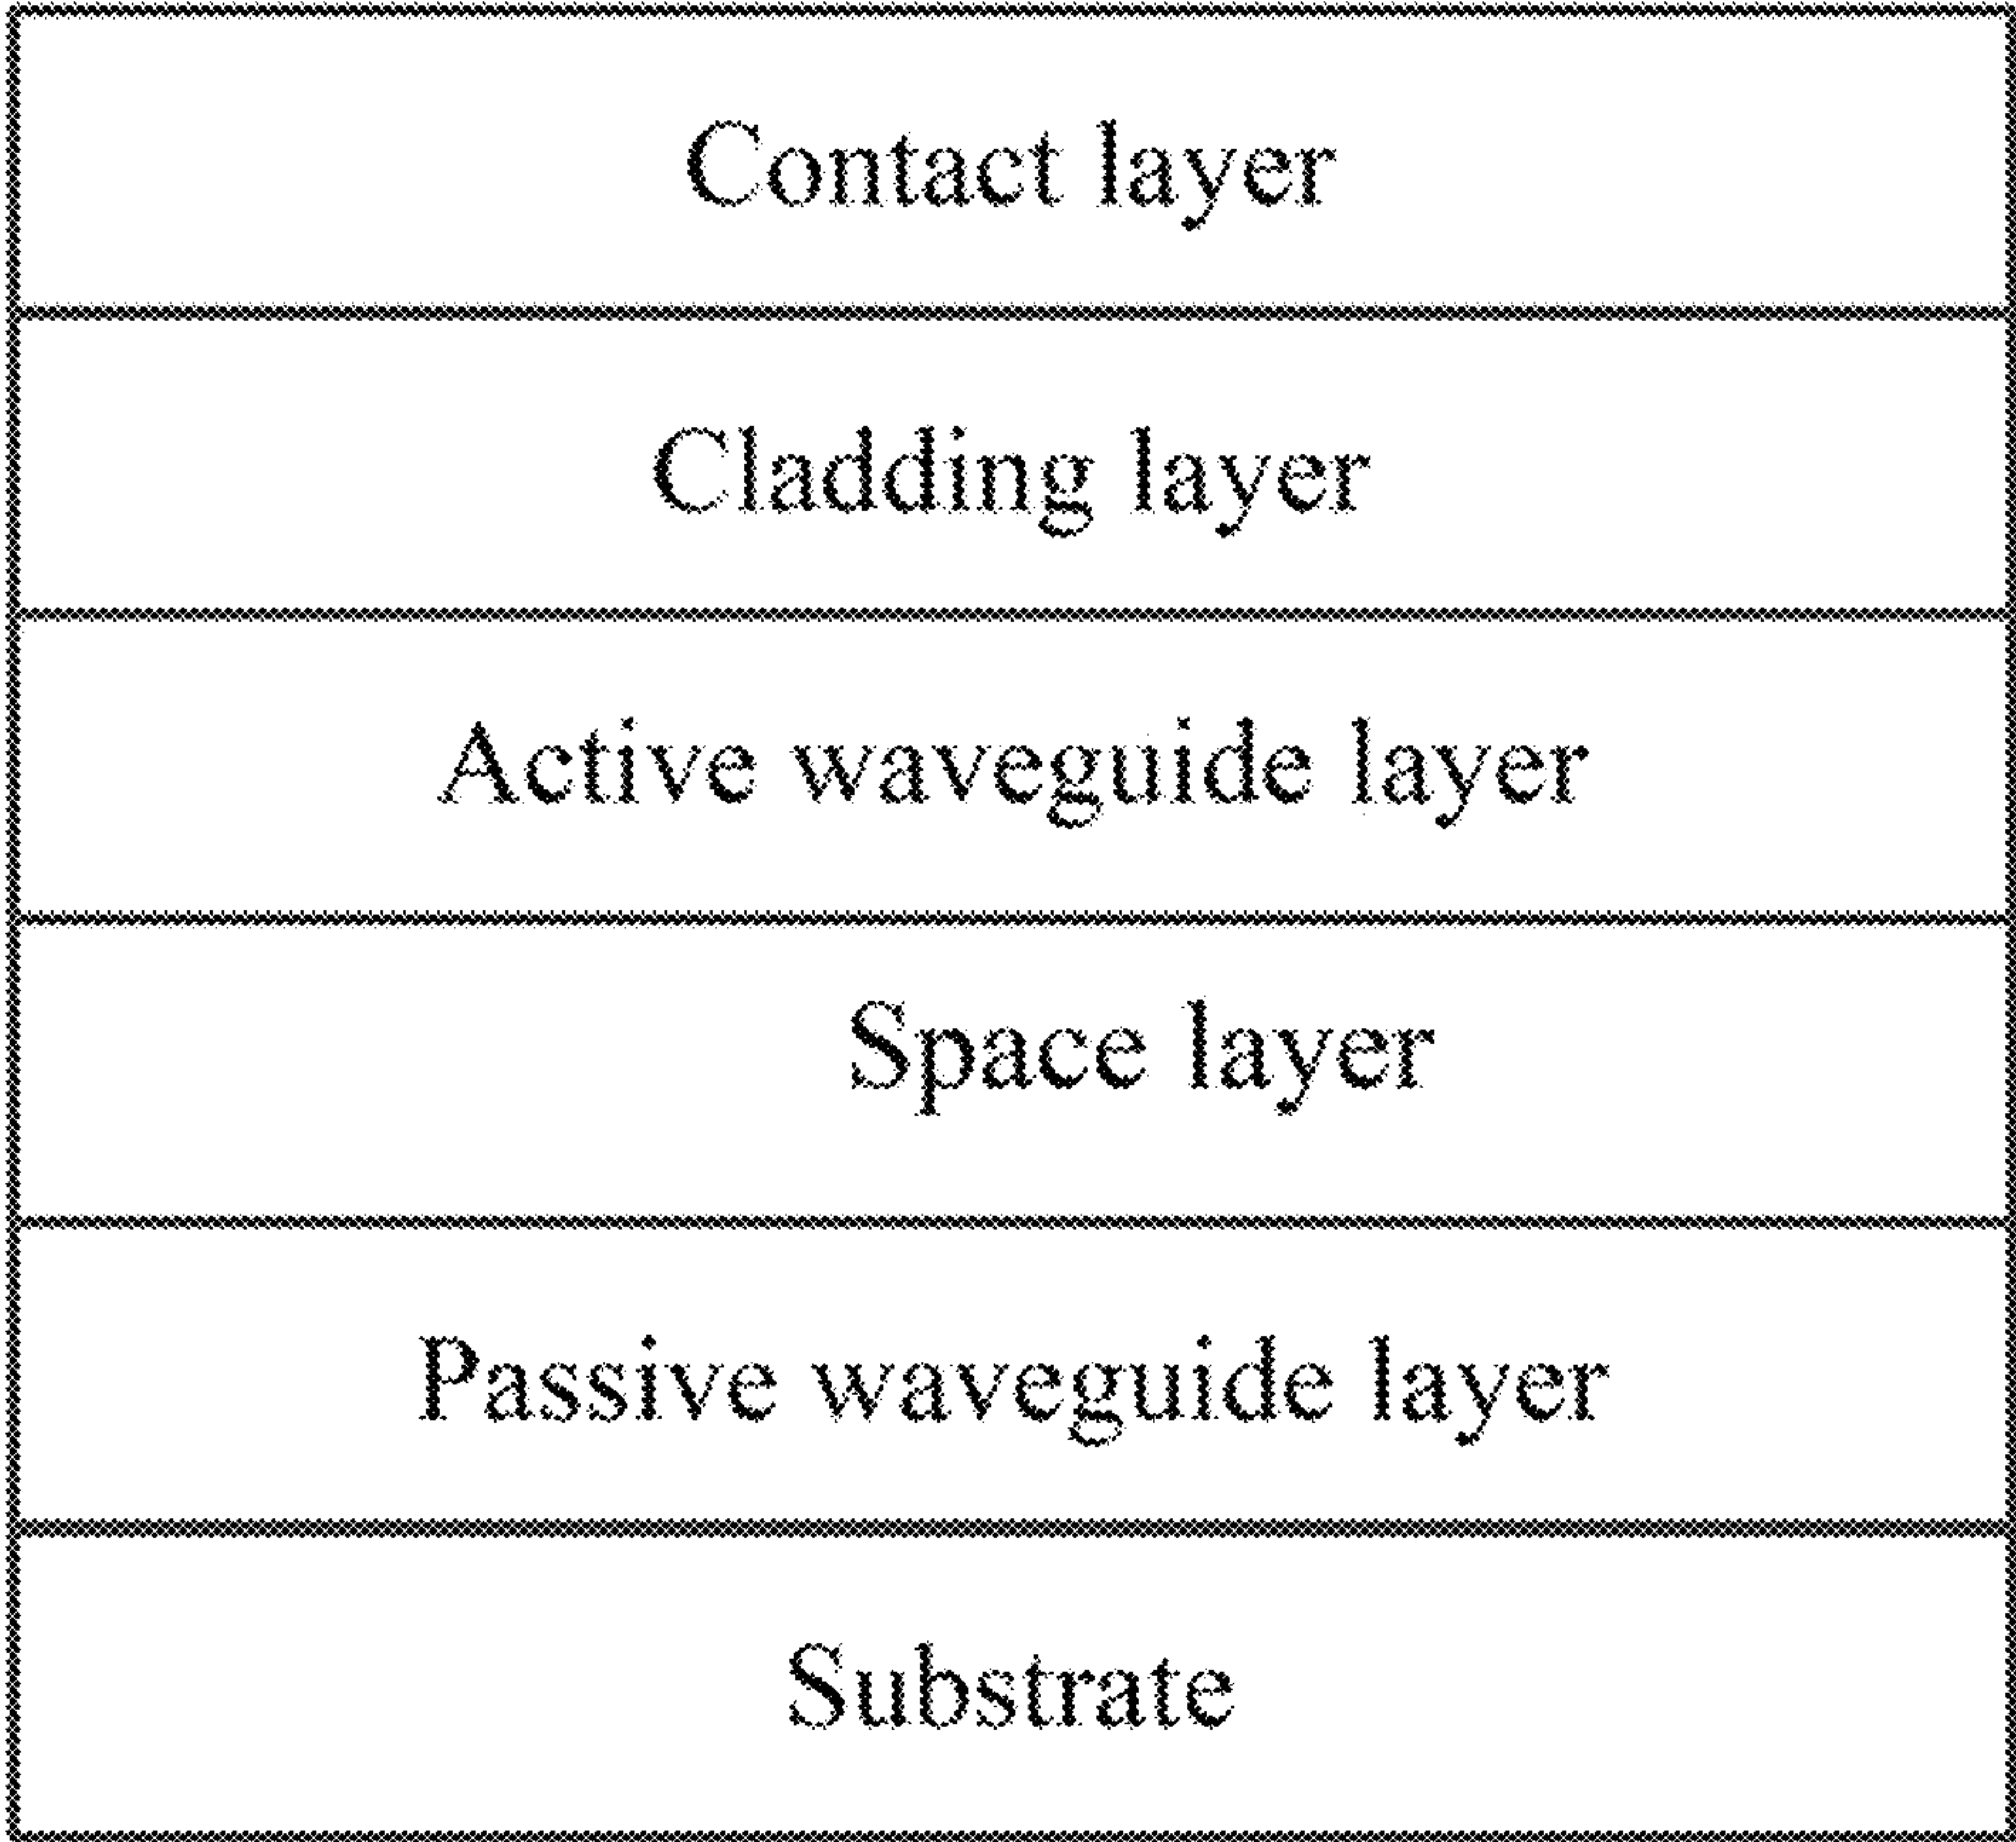 Contact layer
Cladding layer
Active waveguide layer
Space layer
Passive waveguide layer
Substrate